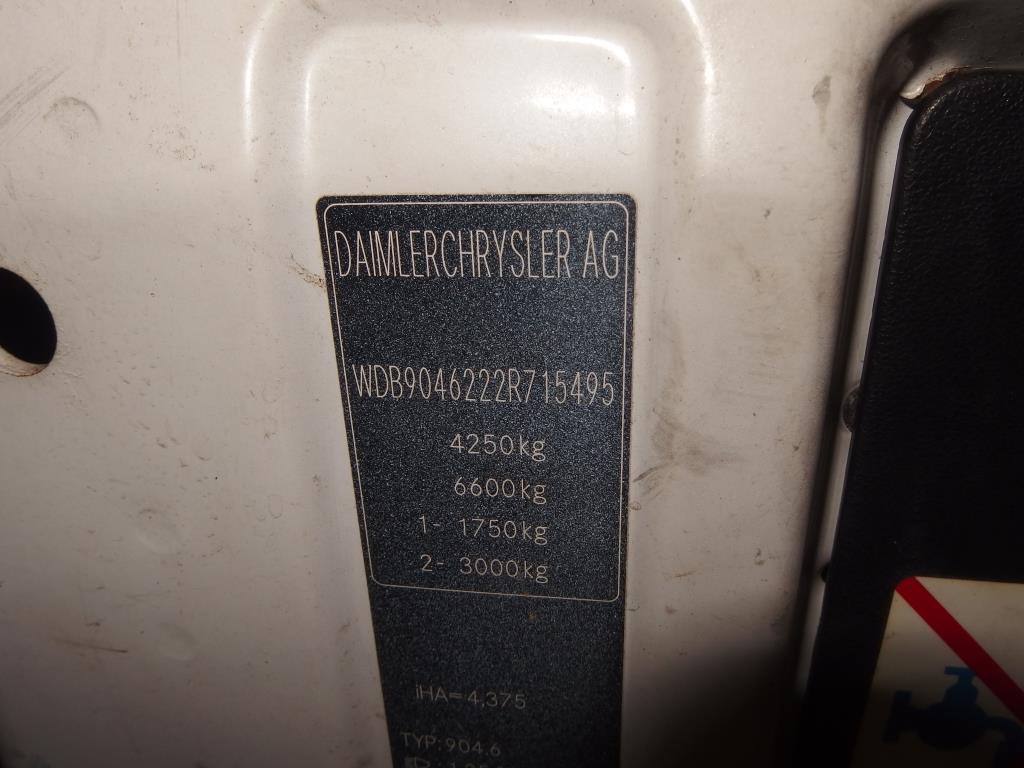 DAIMLERCHRYSLER AG
WDB9046222R715495
4250kg
6600kg
1- 1750kg
2- 3000kg
iHA=4,375
TYP:904.6